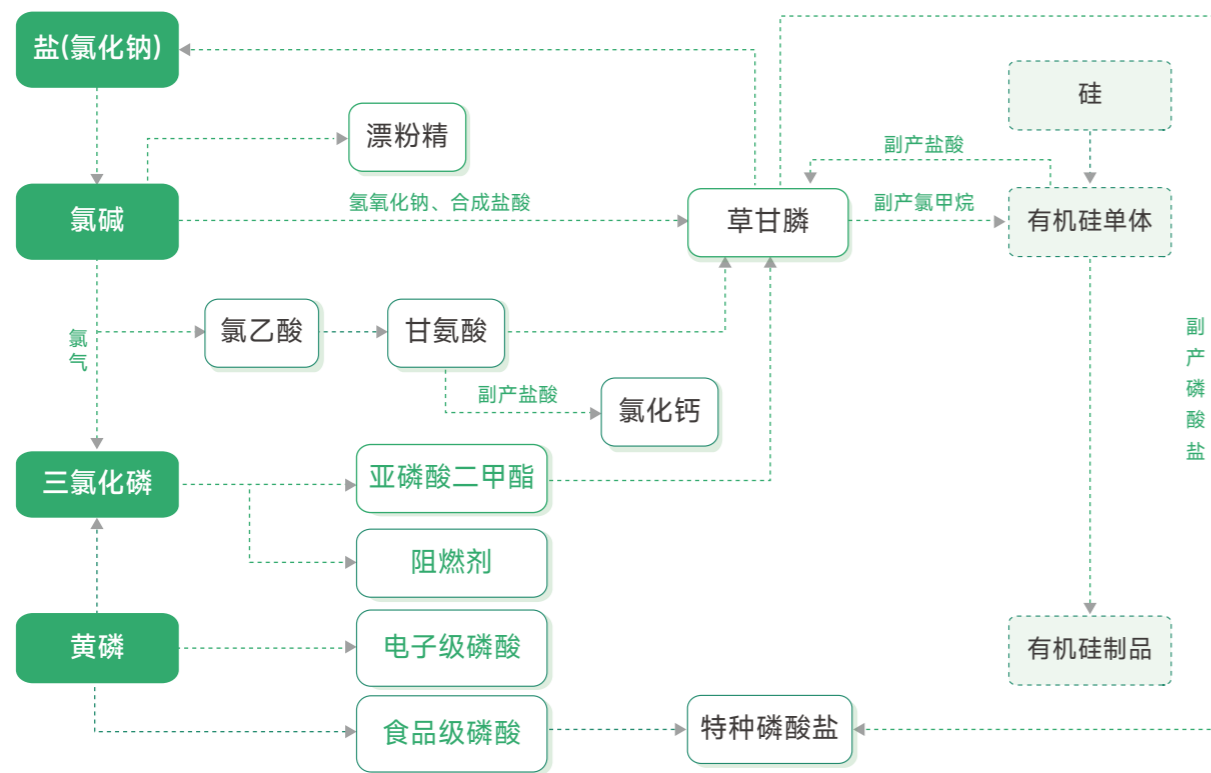 盐(氯化钠)
硅
漂粉精
副产盐酸
氯碱
氢氧化钠、合成盐酸
草甘膦
副产氯甲烷
有机硅单体
氯气
氯乙酸
甘氨酸
副产磷酸盐
副产盐酸
氯化钙
三氯化磷
亚磷酸二甲酯
阻燃剂
黄磷
电子级磷酸
有机硅制品
食品级磷酸
特种磷酸盐